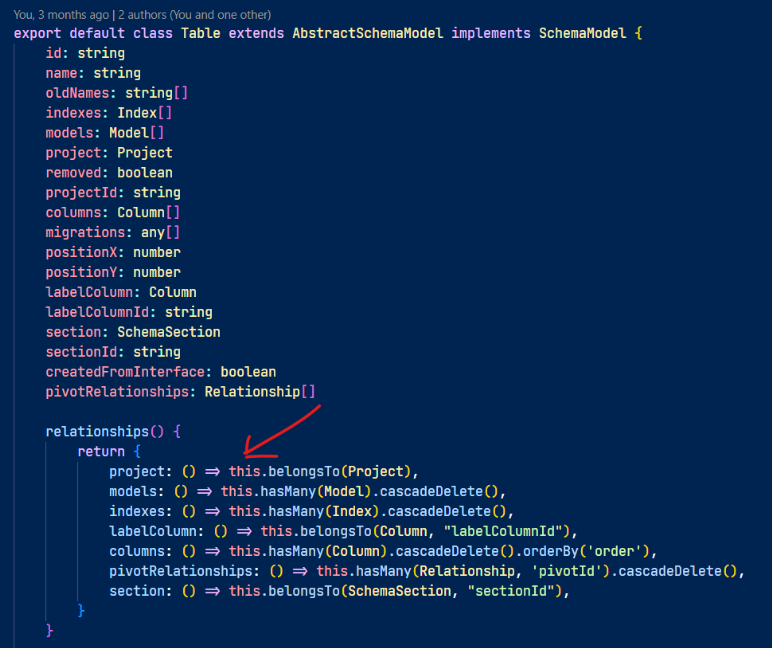 You, 3 months ago | 2 authors (You and one other)
export default class Table extends AbstractSchemaModel implements SchemaModel {
    id: string
    name: string
    oldNames: string[]
    indexes: Index[]
    models: Model[]
    project: Project
    removed: boolean
    projectId: string
    columns: Column[]
    migrations: any[]
    positionX: number
    positionY: number
    labelColumn: Column
    labelColumnId: string
    section: SchemaSection
    sectionId: string
    createdFromInterface: boolean
    pivotRelationships: Relationship[]
    relationships() {
        return {
            project: () => this.belongsTo(Project),
            models: () => this.hasMany(Model).cascadeDelete(),
            indexes: () => this.hasMany(Index).cascadeDelete(),
            labelColumn: () => this.belongsTo(Column, "labelColumnId"),
            columns: () => this.hasMany(Column).cascadeDelete().orderBy('order'),
            pivotRelationships: () => this.hasMany(Relationship, 'pivotId').cascadeDelete(),
            section: () => this.belongsTo(SchemaSection, "sectionId"),
        }
    }